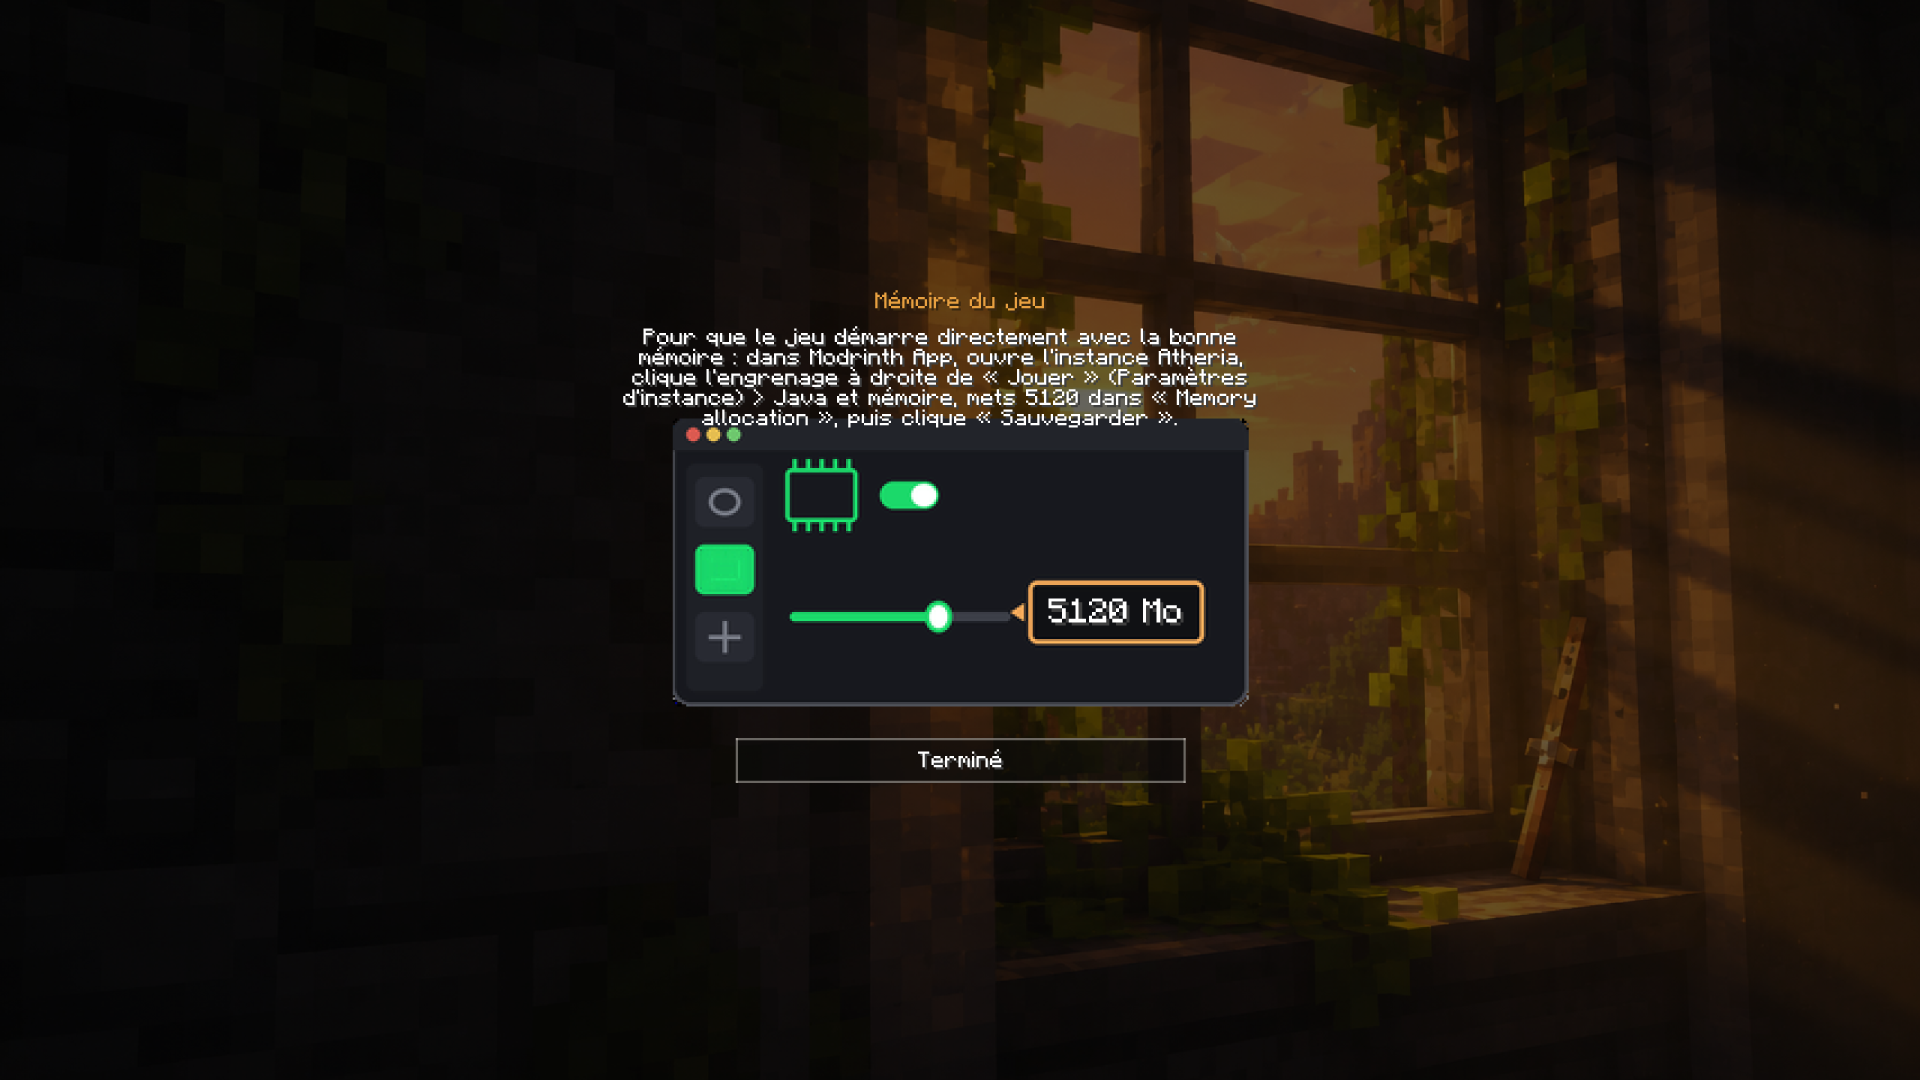 Mémoire du jeu
Pour que le jeu démarre directement avec la bonne
mémoire : dans Modrinth App, ouvre l'instance Atheria,
clique l'engrenage à droite de « Jouer » (Paramètres
d'instance) > Java et mémoire, mets 5120 dans « Memory
allocation », puis clique « Sauvegarder ».
5120 Mo
Terminé